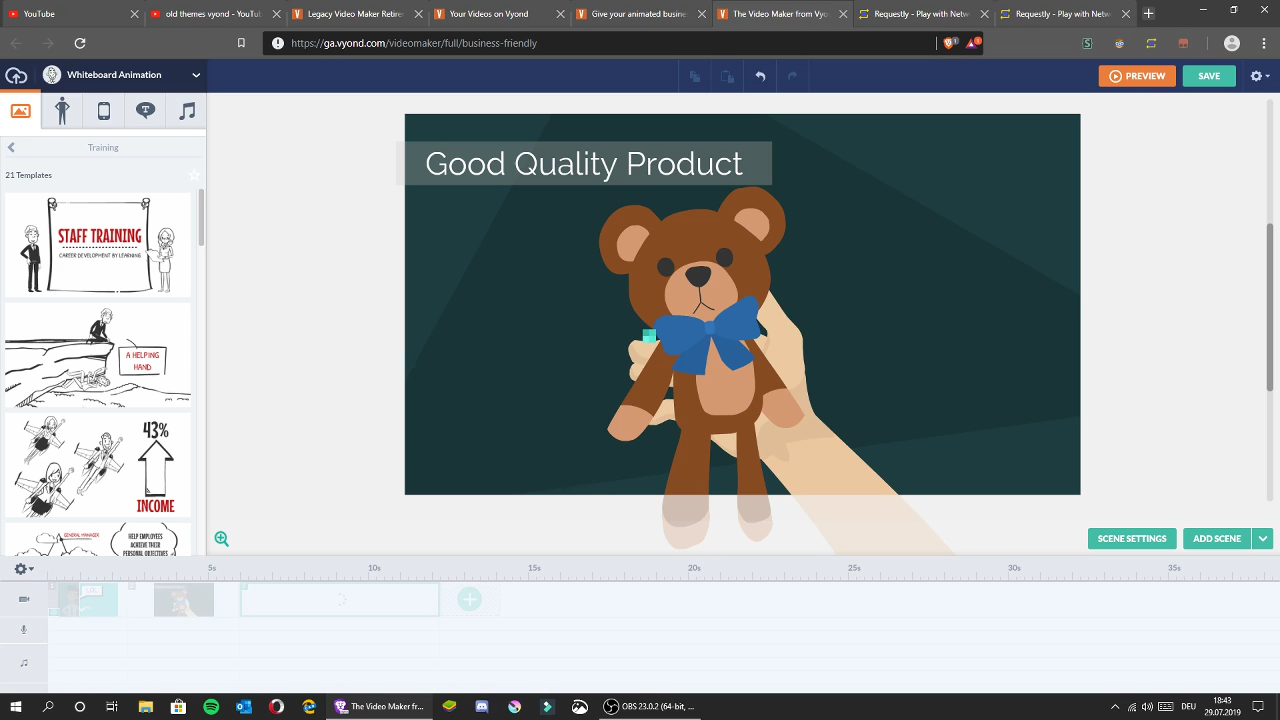 YouTube
old themes vyond - YouTu
Legacy Video Maker Retire
Your Videos on Vyond
Give your animated busine
The Video Maker from Vyo
Requestly - Play with Netw
Requestly - Play with Netw
https://ga.vyond.com/videomaker/full/business-friendly
Whiteboard Animation
PREVIEW
SAVE
Training
21 Templates
STAFF TRAINING
CAREER DEVELOPMENT BY LEARNING
A HELPING
HAND
43%
INCOME
GENERAL MANAGER
HELP EMPLOYEES
ACHIEVE THEIR
PERSONAL OBJECTIVES
Good Quality Product
SCENE SETTINGS
ADD SCENE
5s
10s
15s
20s
25s
30s
35s
The Video Maker fr...
OBS 23.0.2 (64-bit, ...
DEU
18:43
29.07.2019